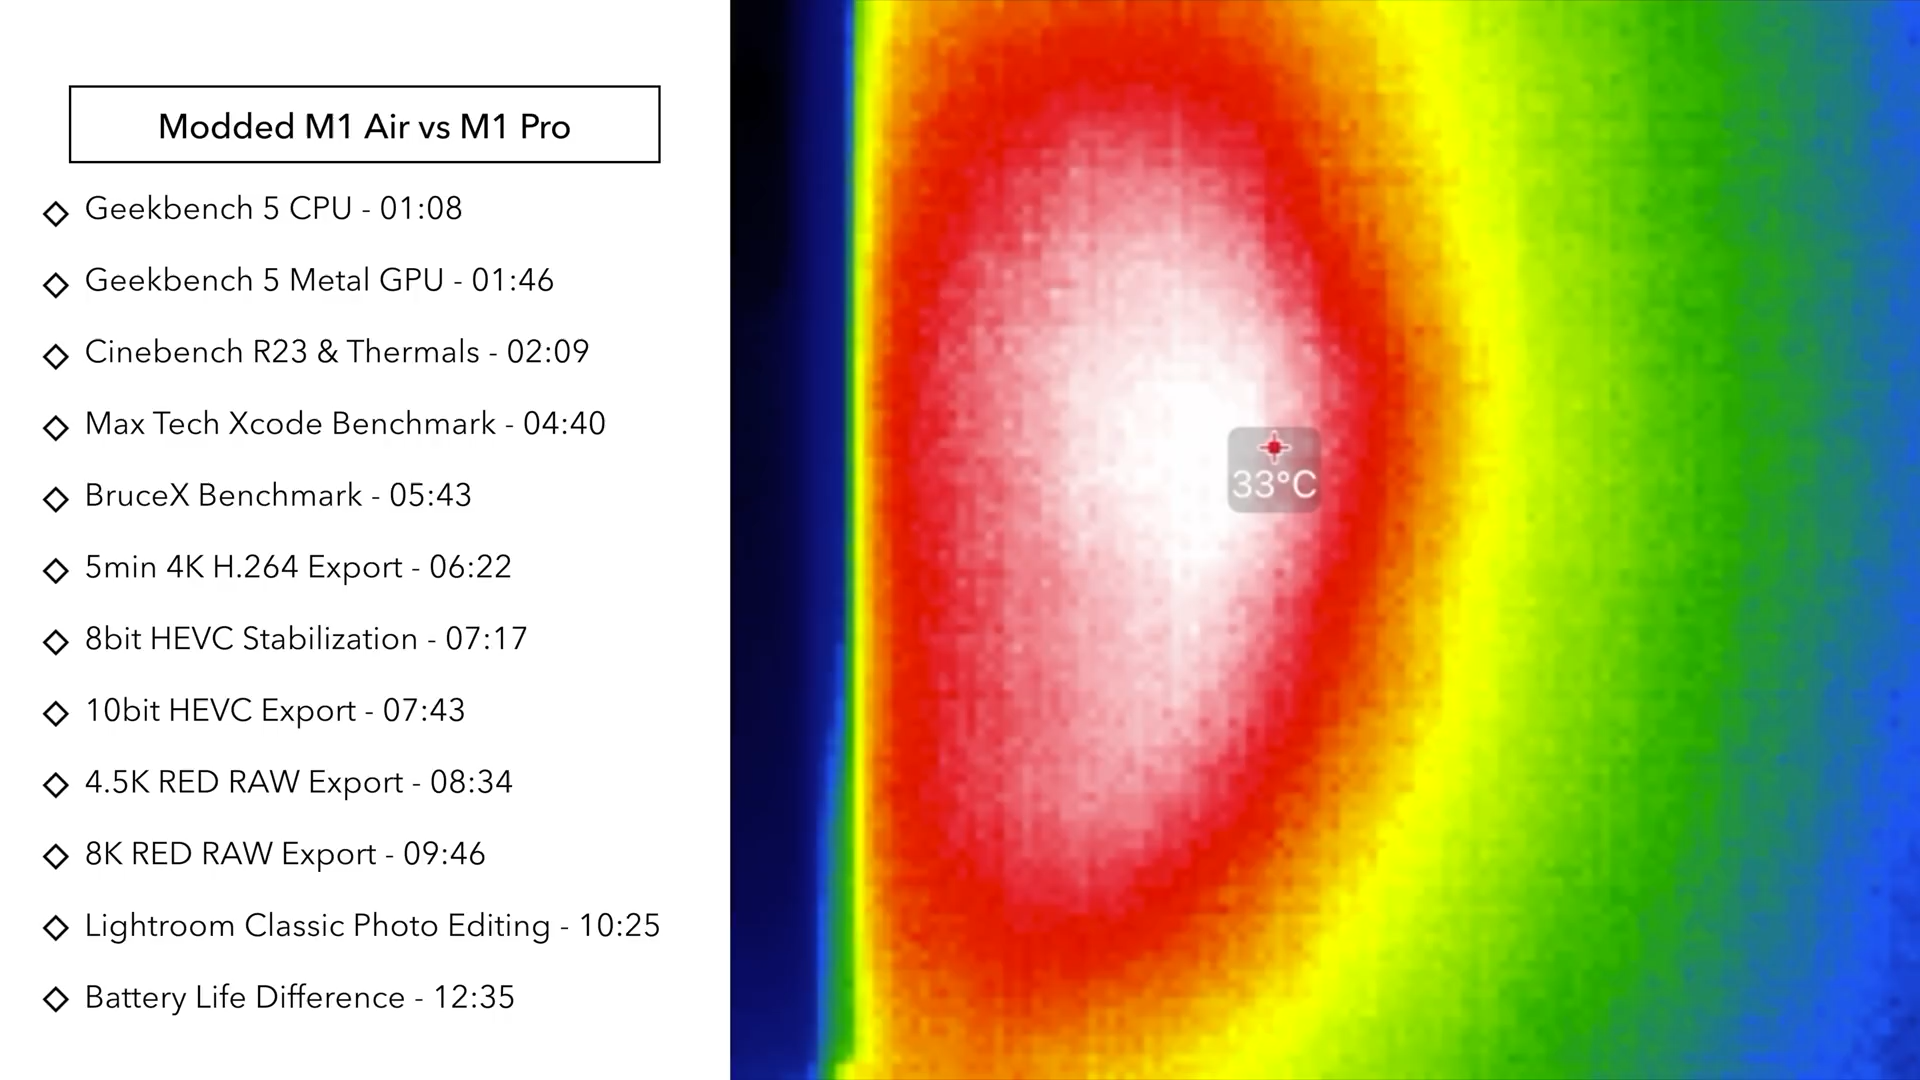 Modded M1 Air vs M1 Pro
Geekbench 5 CPU - 01:08
Geekbench 5 Metal GPU - 01:46
Cinebench R23 & Thermals - 02:09
Max Tech Xcode Benchmark - 04:40
BruceX Benchmark - 05:43
5min 4K H.264 Export - 06:22
8bit HEVC Stabilization - 07:17
10bit HEVC Export - 07:43
4.5K RED RAW Export - 08:34
8K RED RAW Export - 09:46
Lightroom Classic Photo Editing - 10:25
Battery Life Difference - 12:35
33°C